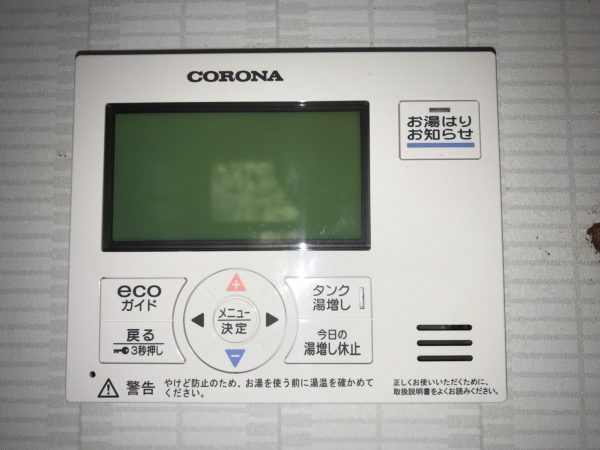 CORONA
お湯はり
お知らせ
eco
ガイド
戻る
3秒押し
+
メニュー
決定
−
タンク
湯増し
今日の
湯増し休止
警告
やけど防止のため、お湯を使う前に湯温を確かめて
ください。
正しくお使いいただくために、
取扱説明書をよくお読みください。